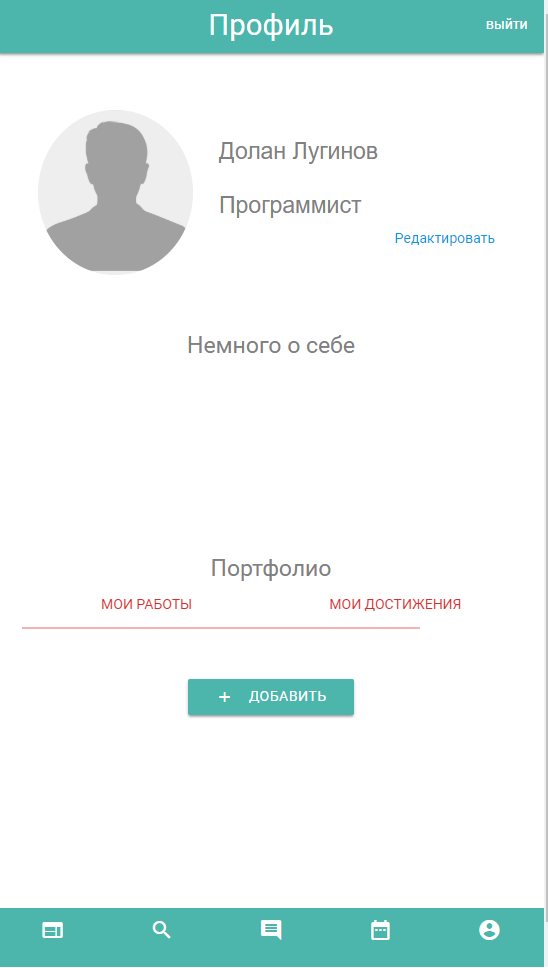 Профиль
ВЫЙТИ
Долан Лугинов
Программист
Редактировать
Немного о себе
Портфолио
МОИ РАБОТЫ МОИ ДОСТИЖЕНИЯ
+ ДОБАВИТЬ